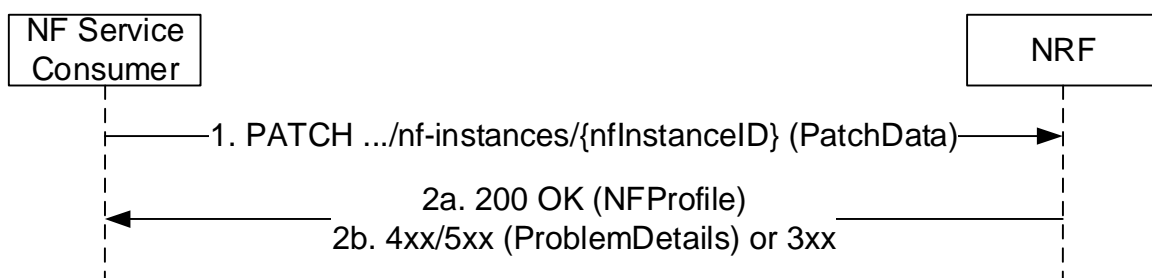 NF Service
Consumer
NRF
1. PATCH .../nf-instances/{nfInstanceID} (PatchData)
2a. 200 OK (NFProfile)
2b. 4xx/5xx (ProblemDetails) or 3xx